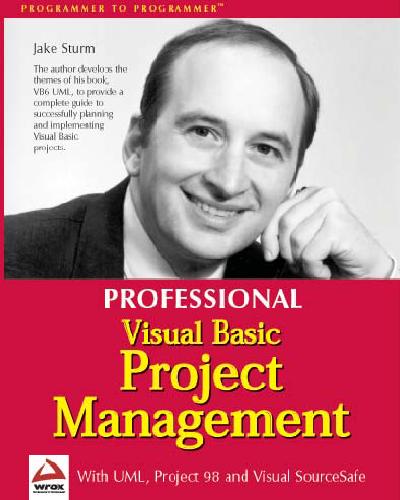 PROGRAMMER TO PROGRAMMER™
Jake Sturm
The author develops the
themes of his book,
VB6 UML, to provide a
complete guide to
successfully planning
and implementing
Visual Basic
projects.
PROFESSIONAL
Visual Basic
Project
Management
With UML, Project 98 and Visual SourceSafe
wrox